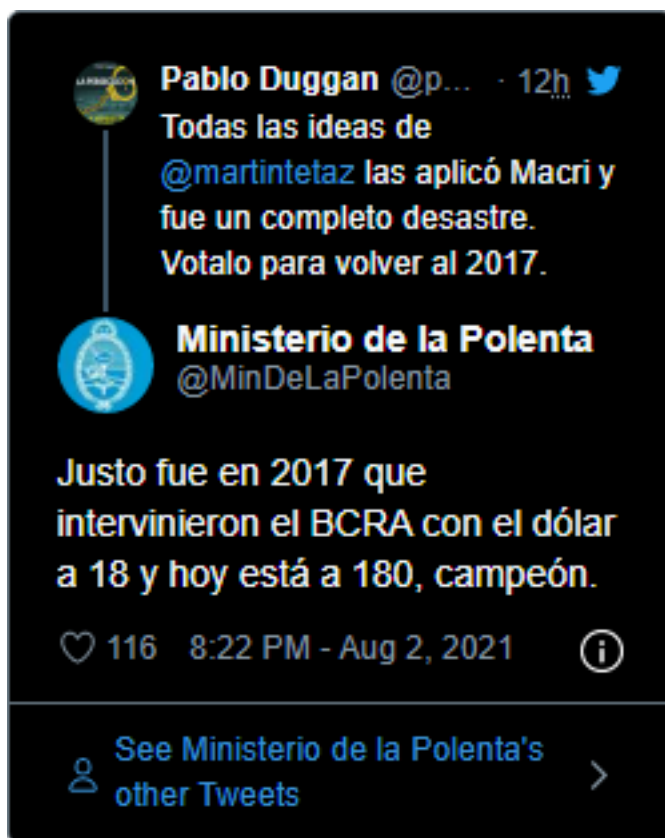 Pablo Duggan @p... · 12h
Todas las ideas de
@martintetaz las aplicó Macri y
fue un completo desastre.
Votalo para volver al 2017.
Ministerio de la Polenta
@MinDeLaPolenta
Justo fue en 2017 que
intervinieron el BCRA con el dólar
a 18 y hoy está a 180, campeón.
116 8:22 PM - Aug 2, 2021
See Ministerio de la Polenta's
other Tweets